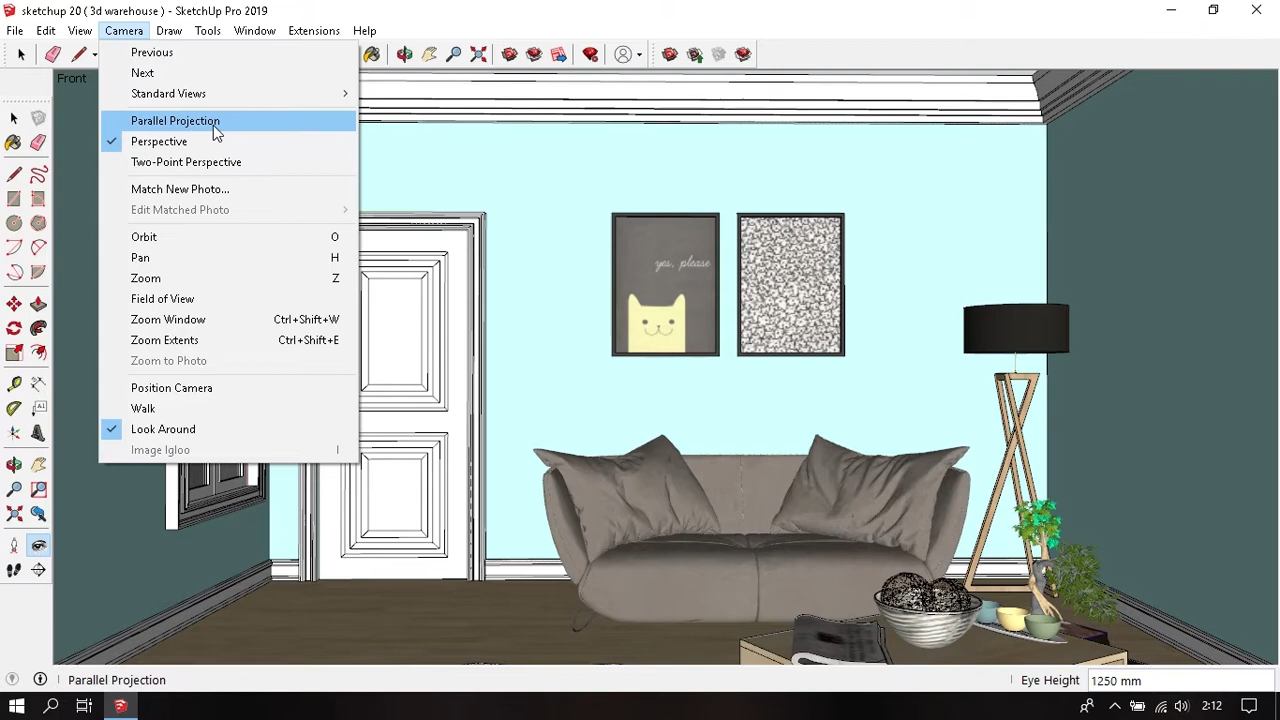 sketchup 20 ( 3d warehouse ) - SketchUp Pro 2019
File Edit View Camera Draw Tools Window Extensions Help
Front
Previous
Next
Standard Views
Parallel Projection
Perspective
Two-Point Perspective
Match New Photo...
Edit Matched Photo
Orbit O
Pan H
Zoom Z
Field of View
Zoom Window Ctrl+Shift+W
Zoom Extents Ctrl+Shift+E
Zoom to Photo
Position Camera
Walk
Look Around
Image Igloo I
yes, please
A1
Parallel Projection
Eye Height 1250 mm
2:12